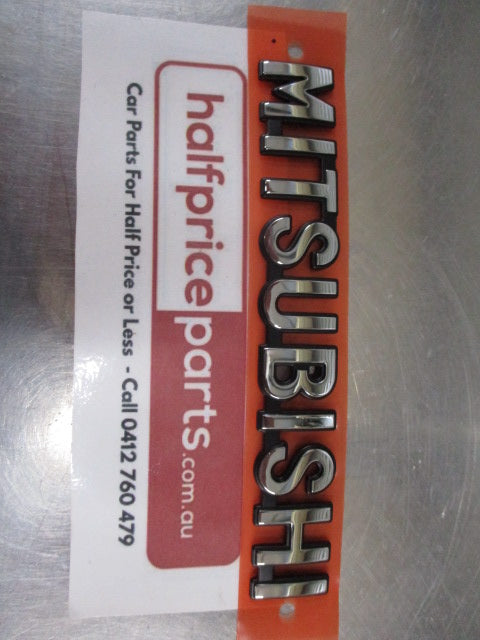 MITSUBISHI
halfpriceparts.com.au
Car Parts For Half Price or Less - Call 0412 760 479